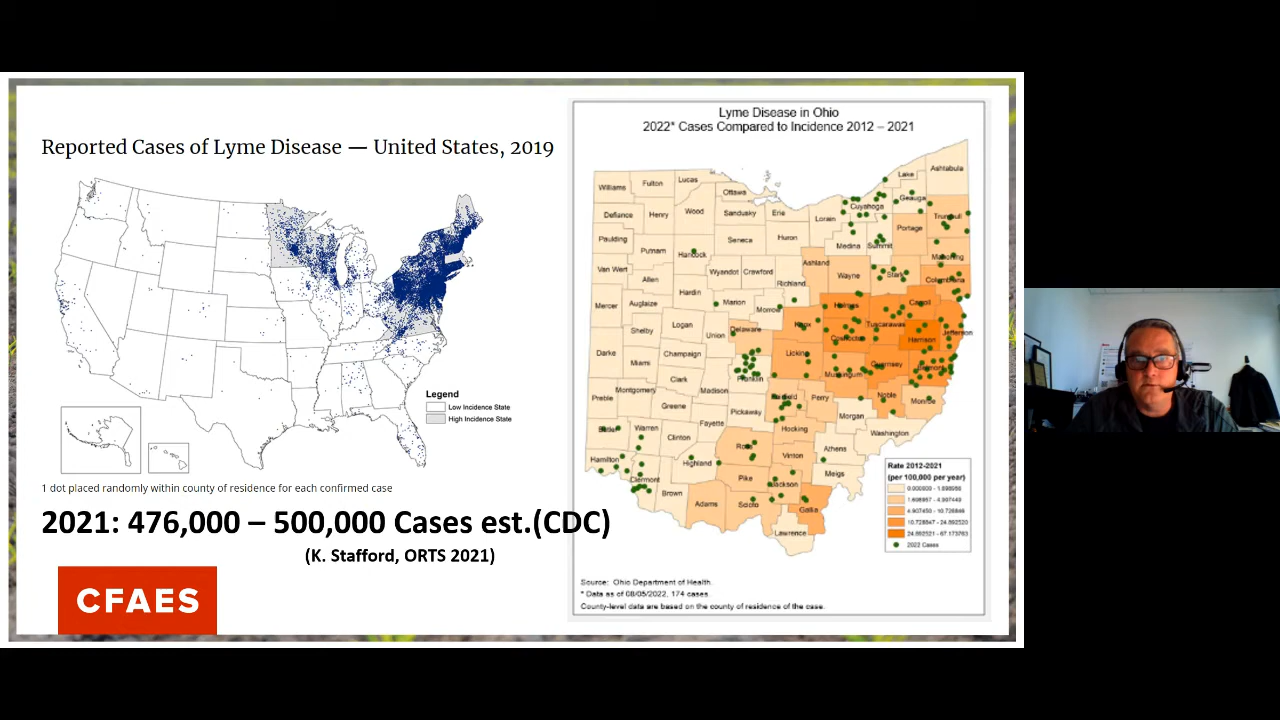 Reported Cases of Lyme Disease — United States, 2019
Legend
Low Incidence State
High Incidence State
1 dot placed randomly within
for each confirmed case
2021: 476,000 – 500,000 Cases est.(CDC)
(K. Stafford, ORTS 2021)
CFAES
Lyme Disease in Ohio
2022* Cases Compared to Incidence 2012 – 2021
Williams
Fulton
Lucas
Ottawa
Lake
Ashtabula
Geauga
Cuyahoga
Defiance
Henry
Wood
Sandusky
Erie
Lorain
Trumbull
Portage
Paulding
Putnam
Seneca
Huron
Medina
Summit
Mahoning
Hancock
Van Wert
Allen
Wyandot
Crawford
Richland
Ashland
Wayne
Stark
Columbiana
Hardin
Mercer
Auglaize
Marion
Morrow
Holmes
Carroll
Logan
Shelby
Union
Delaware
Knox
Coshocton
Tuscarawas
Jefferson
Harrison
Darke
Miami
Champaign
Licking
Guernsey
Belmont
Clark
Franklin
Muskingum
Preble
Montgomery
Madison
Fairfield
Perry
Noble
Monroe
Greene
Pickaway
Morgan
Fayette
Hocking
Washington
Butler
Warren
Clinton
Ross
Athens
Hamilton
Highland
Vinton
Meigs
Clermont
Pike
Jackson
Brown
Adams
Scioto
Gallia
Lawrence
Rate 2012-2021
(per 100,000 per year)
2022 Cases
Source: Ohio Department of Health.
* Data as of 08/05/2022, 174 cases.
County-level data are based on the county of residence of the case.